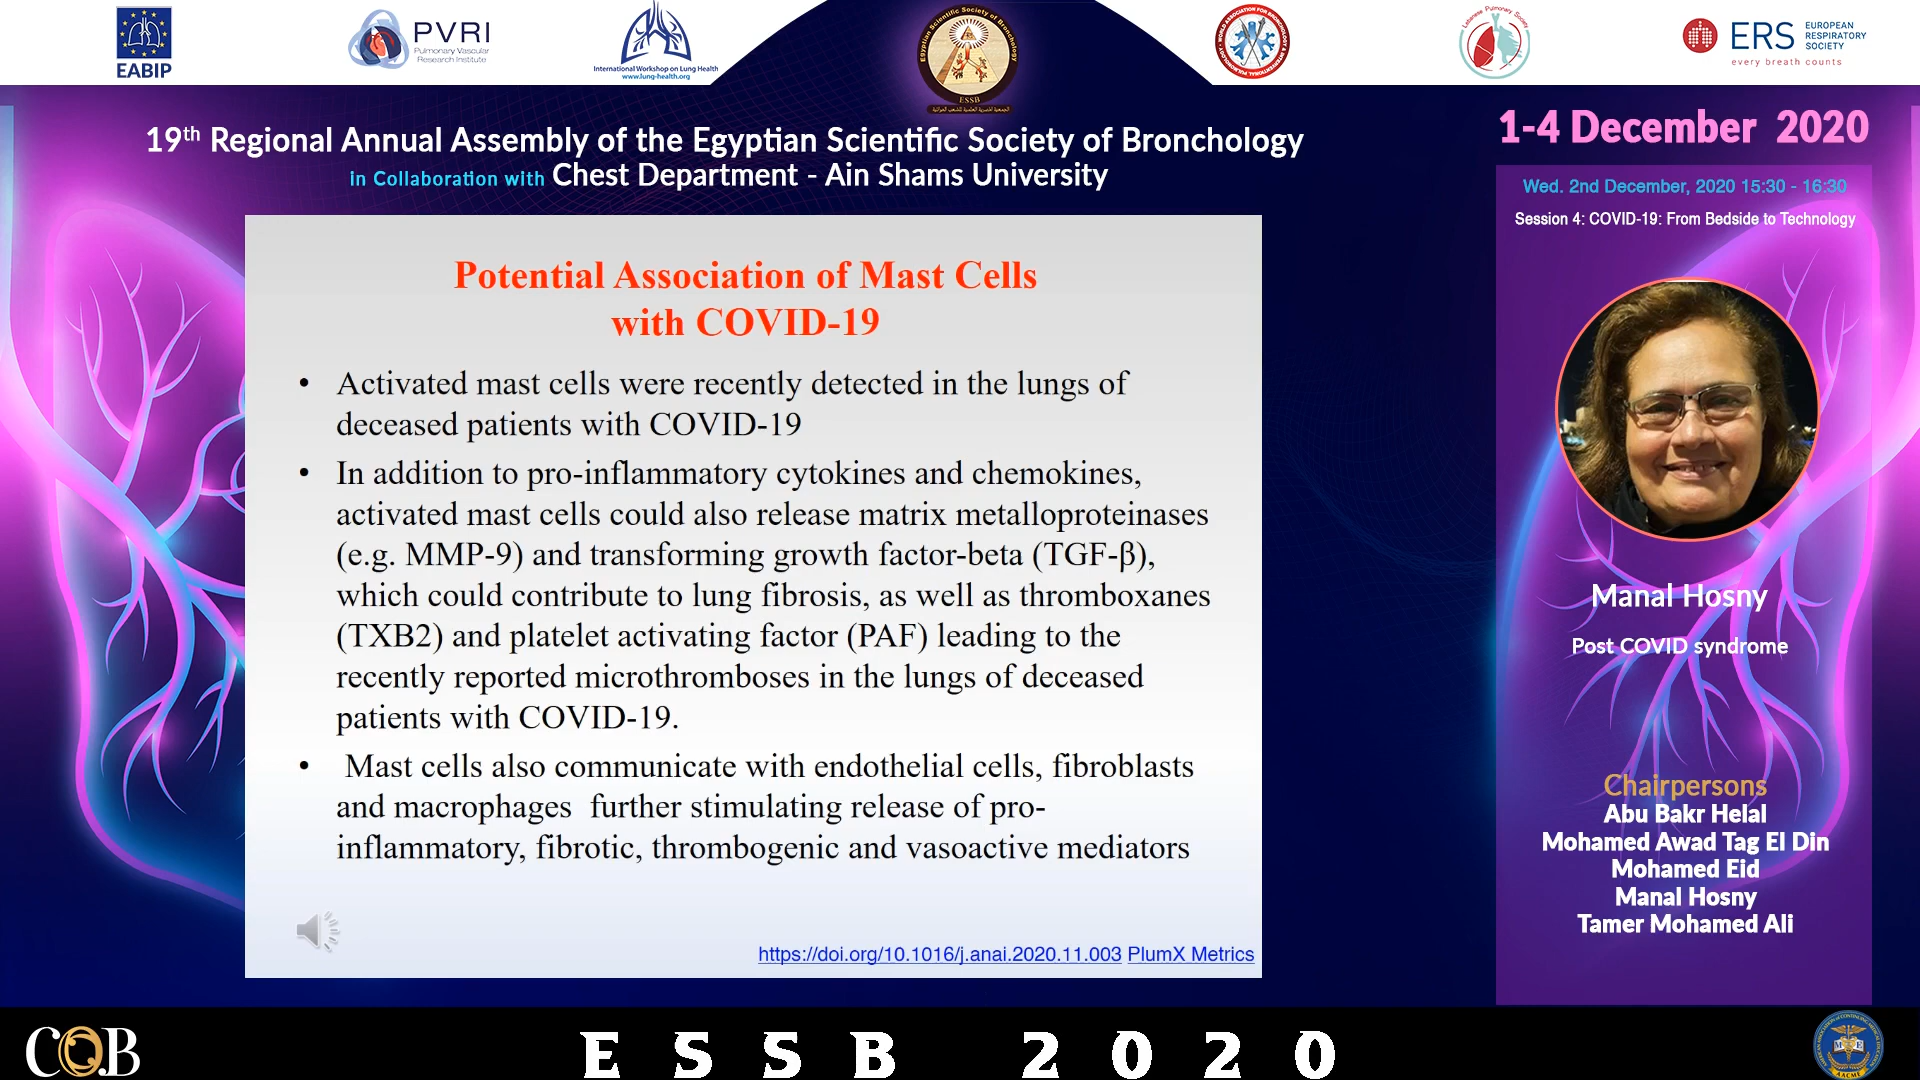 EABIP
PVRI
Pulmonary Vascular
Research Institute
International Workshop on Lung Health
www.lung-health.org
Egyptian Scientific Society of Bronchology
ESSB
Lebanese Pulmonary Society
ERS
EUROPEAN
RESPIRATORY
SOCIETY
every breath counts
19th Regional Annual Assembly of the Egyptian Scientific Society of Bronchology
in Collaboration with Chest Department - Ain Shams University
1-4 December 2020
Wed. 2nd December, 2020 15:30 - 16:30
Session 4: COVID-19: From Bedside to Technology
Potential Association of Mast Cells
with COVID-19
• Activated mast cells were recently detected in the lungs of
deceased patients with COVID-19
• In addition to pro-inflammatory cytokines and chemokines,
activated mast cells could also release matrix metalloproteinases
(e.g. MMP-9) and transforming growth factor-beta (TGF-β),
which could contribute to lung fibrosis, as well as thromboxanes
(TXB2) and platelet activating factor (PAF) leading to the
recently reported microthromboses in the lungs of deceased
patients with COVID-19.
• Mast cells also communicate with endothelial cells, fibroblasts
and macrophages further stimulating release of pro-
inflammatory, fibrotic, thrombogenic and vasoactive mediators
https://doi.org/10.1016/j.anai.2020.11.003 PlumX Metrics
Manal Hosny
Post COVID syndrome
Chairpersons
Abu Bakr Helal
Mohamed Awad Tag El Din
Mohamed Eid
Manal Hosny
Tamer Mohamed Ali
COB
ESSB 2020